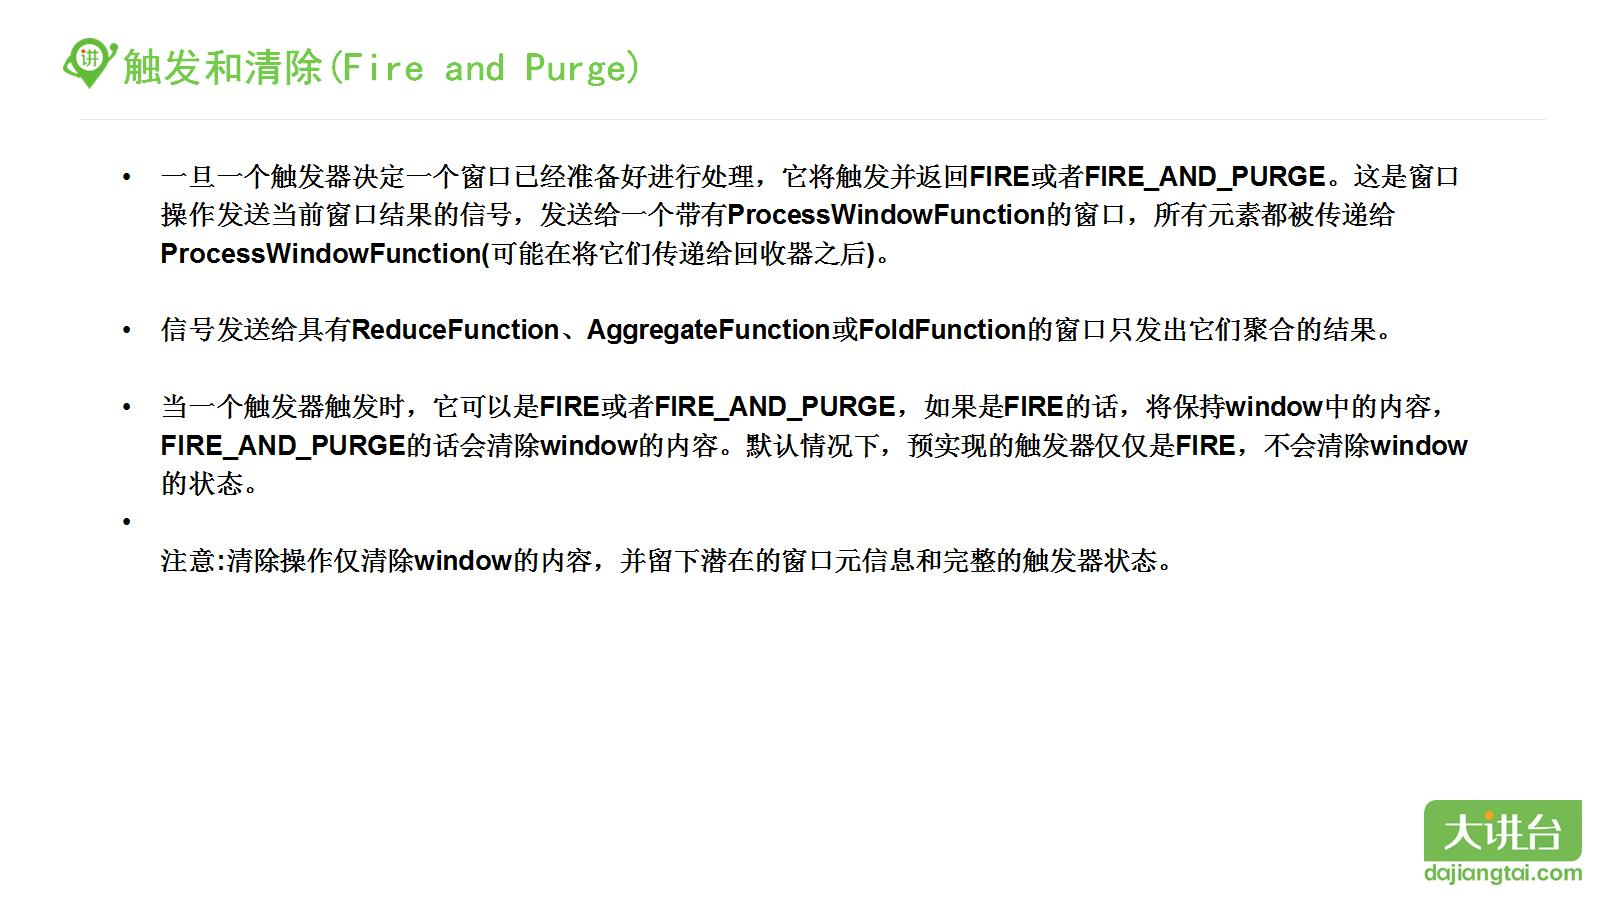 讲
触发和清除(Fire and Purge)
• 一旦一个触发器决定一个窗口已经准备好进行处理，它将触发并返回FIRE或者FIRE_AND_PURGE。这是窗口
操作发送当前窗口结果的信号，发送给一个带有ProcessWindowFunction的窗口，所有元素都被传递给
ProcessWindowFunction(可能在将它们传递给回收器之后)。
• 信号发送给具有ReduceFunction、AggregateFunction或FoldFunction的窗口只发出它们聚合的结果。
• 当一个触发器触发时，它可以是FIRE或者FIRE_AND_PURGE，如果是FIRE的话，将保持window中的内容，
FIRE_AND_PURGE的话会清除window的内容。默认情况下，预实现的触发器仅仅是FIRE，不会清除window
的状态。
•
注意:清除操作仅清除window的内容，并留下潜在的窗口元信息和完整的触发器状态。
大讲台
dajiangtai.com